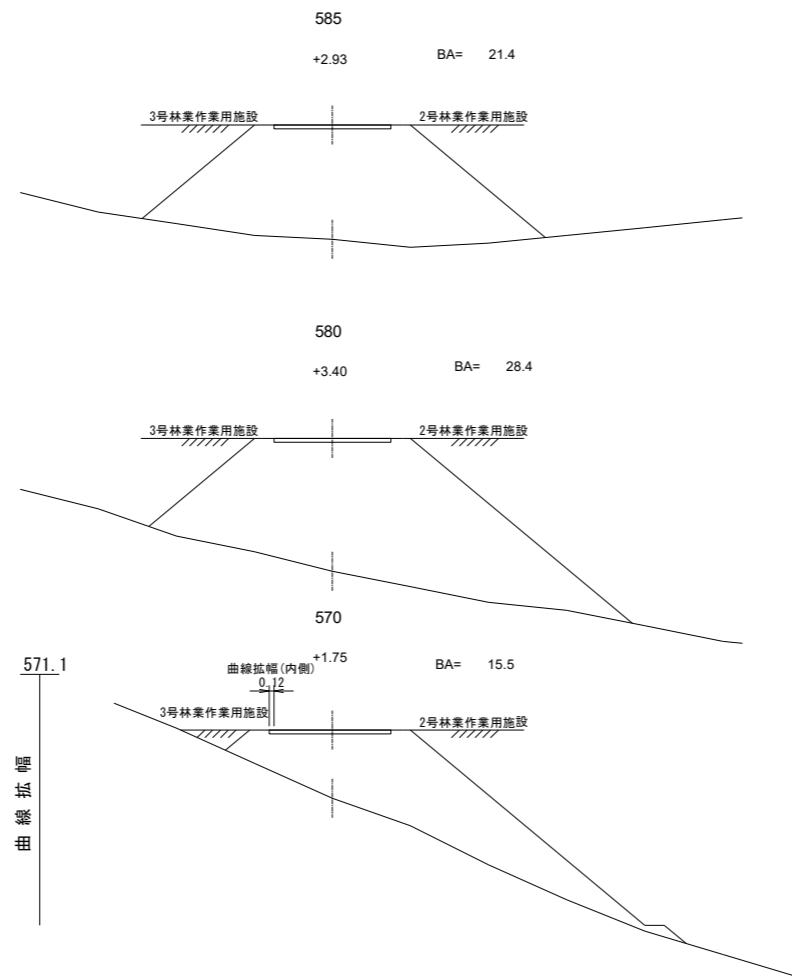 585
+2.93 BA= 21.4
3号林業作業用施設 2号林業作業用施設
580
+3.40 BA= 28.4
3号林業作業用施設 2号林業作業用施設
570
+1.75 BA= 15.5
571.1
曲線拡幅(内側)
0.12
3号林業作業用施設 2号林業作業用施設
曲線拡幅